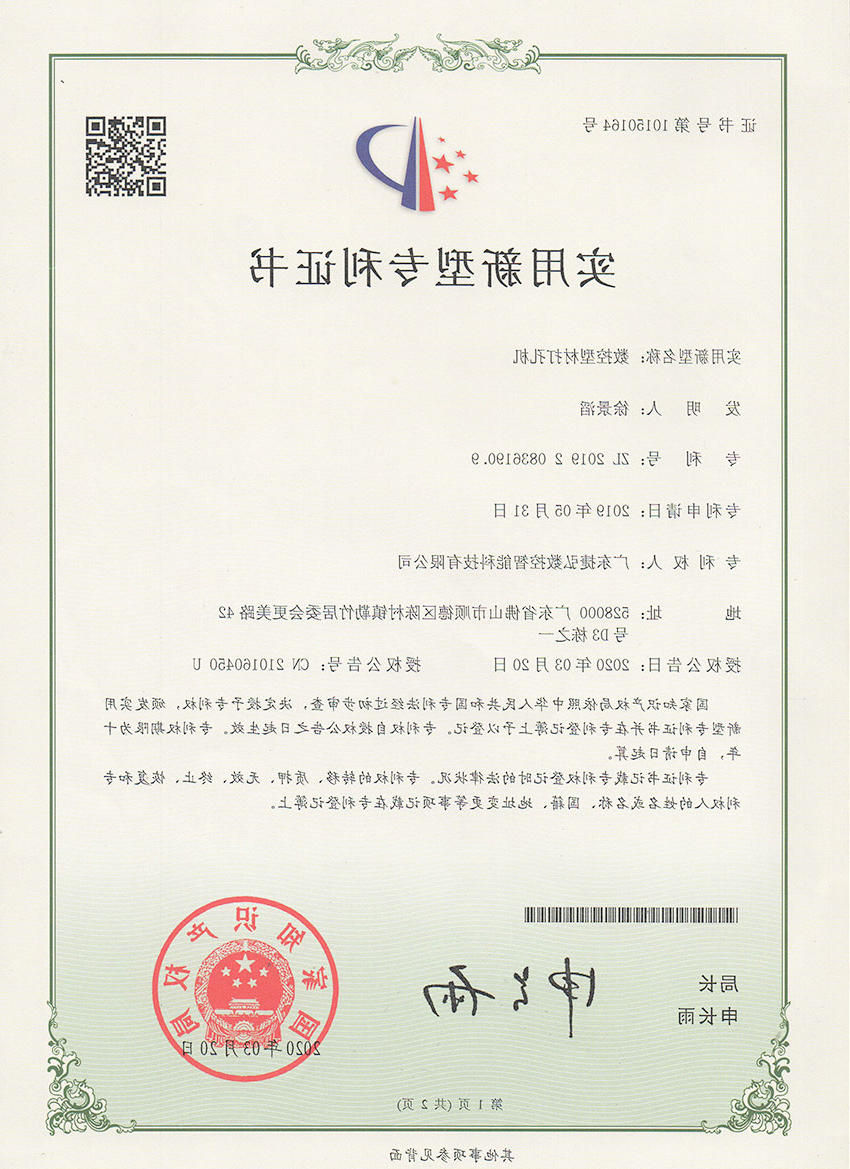 证书号第10150164号
实用新型专利证书
实用新型名称：数控型材打孔机
发明人：徐景滔
专利号：ZL 2019 2 0836190.9
专利申请日：2019年05月31日
专利权人：广东捷弘数控智能科技有限公司
地址：528000 广东省佛山市顺德区陈村镇勒竹居委会更美路42
号D3栋之一
授权公告日：2020年03月20日 授权公告号：CN 210160450 U
国家知识产权局依照中华人民共和国专利法经过初步审查，决定授予专利权，颁发实用
新型专利证书并在专利登记簿上予以登记。专利权自授权公告之日起生效。专利权期限为十
年，自申请日起算。
专利证书记载专利权登记时的法律状况。专利权的转移、质押、无效、终止、恢复和专
利权人的姓名或名称、国籍、地址变更等事项记载在专利登记簿上。
局长
申长雨
申长雨
国家知识产权局
2020年03月20日
第 1 页 (共 2 页)
其他事项参见背面